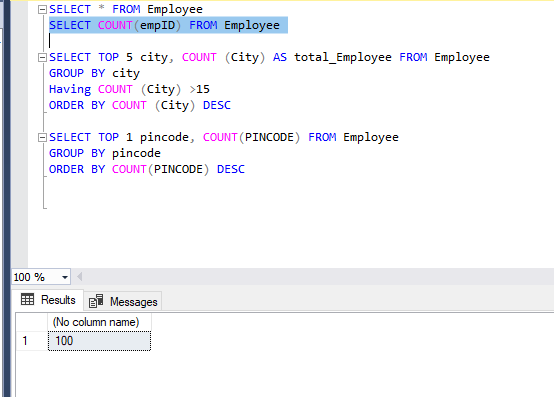 SELECT * FROM Employee
SELECT COUNT(empID) FROM Employee
SELECT TOP 5 city, COUNT (City) AS total_Employee FROM Employee
GROUP BY city
Having COUNT (City) >15
ORDER BY COUNT (City) DESC
SELECT TOP 1 pincode, COUNT(PINCODE) FROM Employee
GROUP BY pincode
ORDER BY COUNT(PINCODE) DESC
100 %
Results Messages
(No column name)
1 100